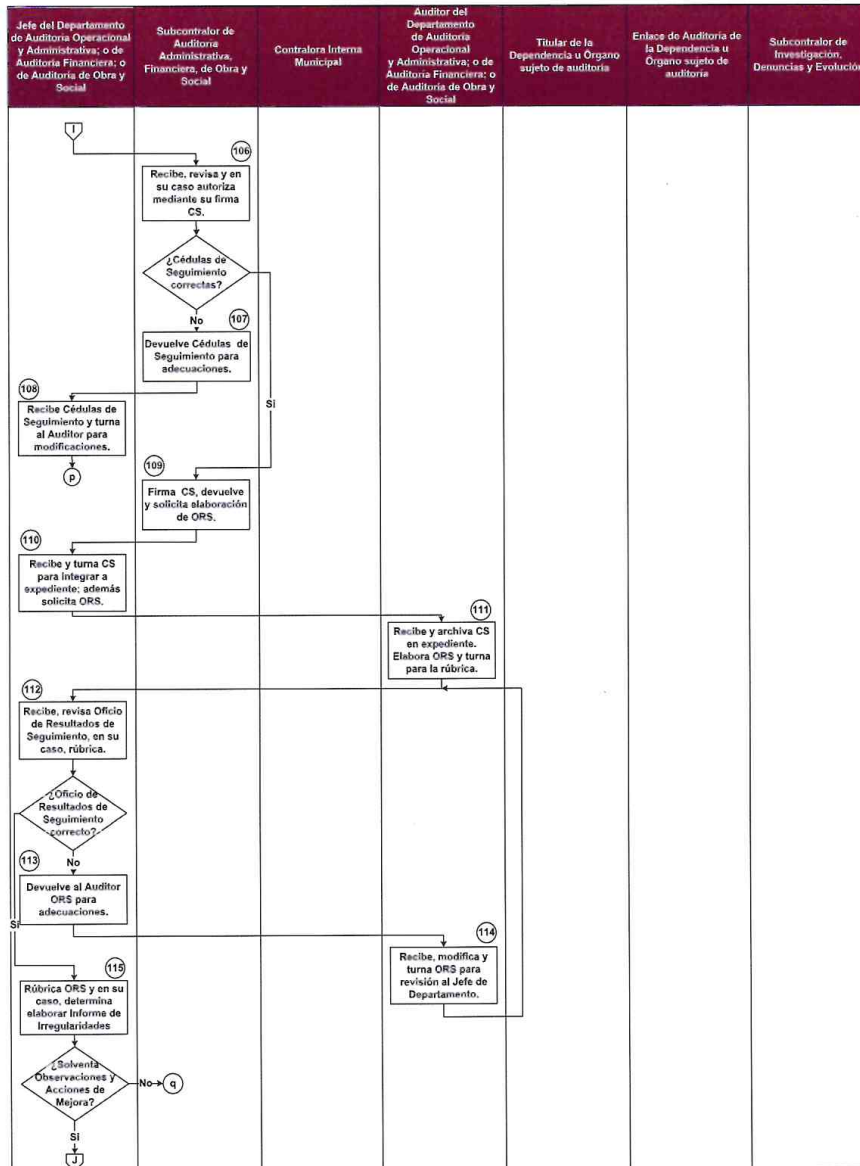 Jefe del Departamento
de Auditoría Operacional
y Administrativa; o de
Auditoría Financiera; o
de Auditoría de Obra y
Social
Subcontralor de
Auditoría
Administrativa,
Financiera, de Obra y
Social
Contralora Interna
Municipal
Auditor del
Departamento
de Auditoría
Operacional
y Administrativa; o de
Auditoría Financiera; o
de Auditoría de Obra y
Social
Titular de la
Dependencia u Órgano
sujeto de auditoría
Enlace de Auditoría de
la Dependencia u
Órgano sujeto de
auditoría
Subcontralor de
Investigación,
Denuncias y Evolución
I
106
Recibe, revisa y en
su caso autoriza
mediante su firma
CS.
¿Cédulas de
Seguimiento
correctas?
No
107
Devuelve Cédulas de
Seguimiento para
adecuaciones.
Si
108
Recibe Cédulas de
Seguimiento y turna
al Auditor para
modificaciones.
p
109
Firma CS, devuelve
y solicita elaboración
de ORS.
110
Recibe y turna CS
para integrar a
expediente; además
solicita ORS.
111
Recibe y archiva CS
en expediente.
Elabora ORS y turna
para la rúbrica.
112
Recibe, revisa Oficio
de Resultados de
Seguimiento, en su
caso, rúbrica.
¿Oficio de
Resultados de
Seguimiento
correcto?
No
113
Devuelve al Auditor
ORS para
adecuaciones.
Si
114
Recibe, modifica y
turna ORS para
revisión al Jefe de
Departamento.
115
Rúbrica ORS y en su
caso, determina
elaborar Informe de
Irregularidades
¿Solventa
Observaciones y
Acciones de
Mejora?
No
q
Si
J